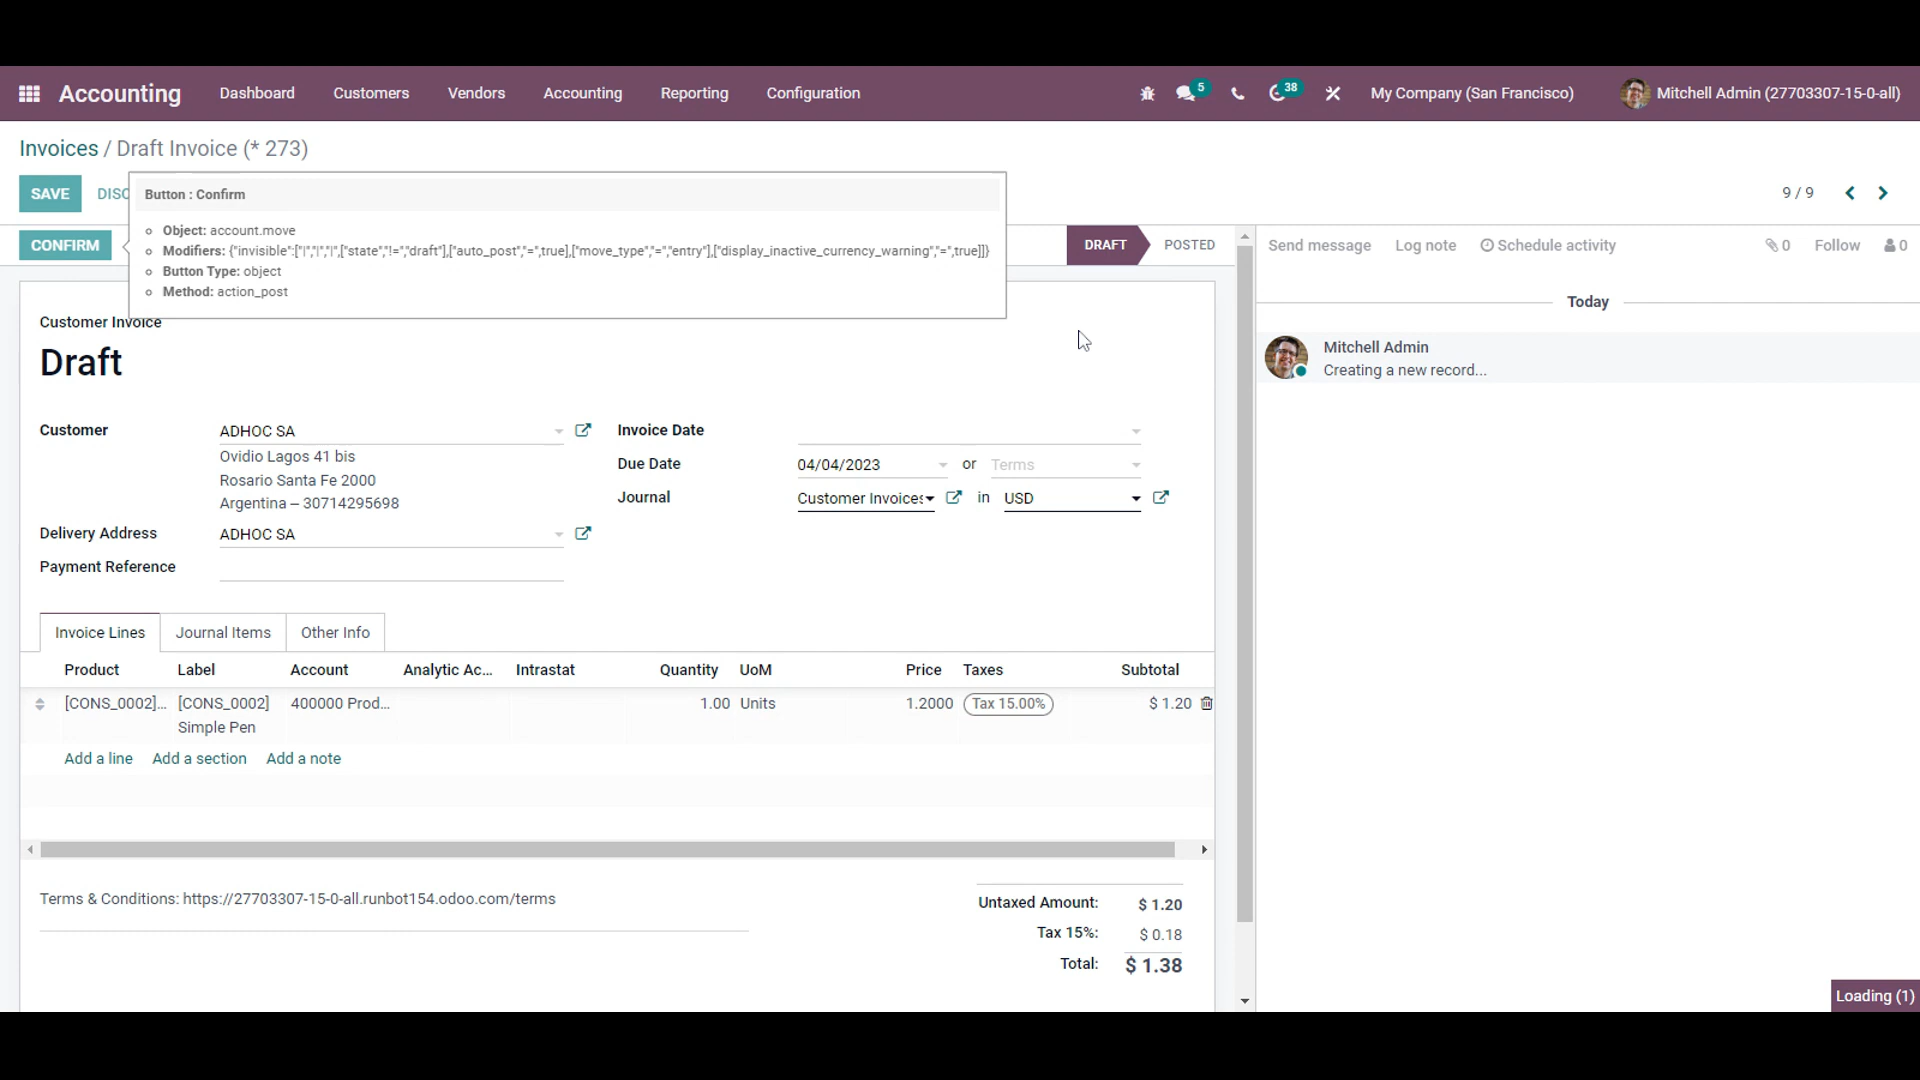 Accounting Dashboard Customers Vendors Accounting Reporting Configuration 5 38 My Company (San Francisco) Mitchell Admin (27703307-15-0-all)
Invoices / Draft Invoice (* 273)
SAVE DISC
9 / 9
CONFIRM
Button : Confirm
Object: account.move
Modifiers: {"invisible":["|","|","|",["state","!=","draft"],["auto_post","=",true],["move_type","=","entry"],["display_inactive_currency_warning","=",true]]}
Button Type: object
Method: action_post
DRAFT POSTED
Send message Log note Schedule activity 0 Follow 0
Today
Mitchell Admin
Creating a new record...
Customer Invoice
Draft
Customer ADHOC SA
Ovidio Lagos 41 bis
Rosario Santa Fe 2000
Argentina – 30714295698
Delivery Address ADHOC SA
Payment Reference
Invoice Date
Due Date 04/04/2023 or Terms
Journal Customer Invoices in USD
Invoice Lines Journal Items Other Info
Product Label Account Analytic Ac... Intrastat Quantity UoM Price Taxes Subtotal
[CONS_0002]... [CONS_0002] 400000 Prod... 1.00 Units 1.2000 Tax 15.00% $ 1.20
Simple Pen
Add a line Add a section Add a note
Terms & Conditions: https://27703307-15-0-all.runbot154.odoo.com/terms
Untaxed Amount: $ 1.20
Tax 15%: $ 0.18
Total: $ 1.38
Loading (1)